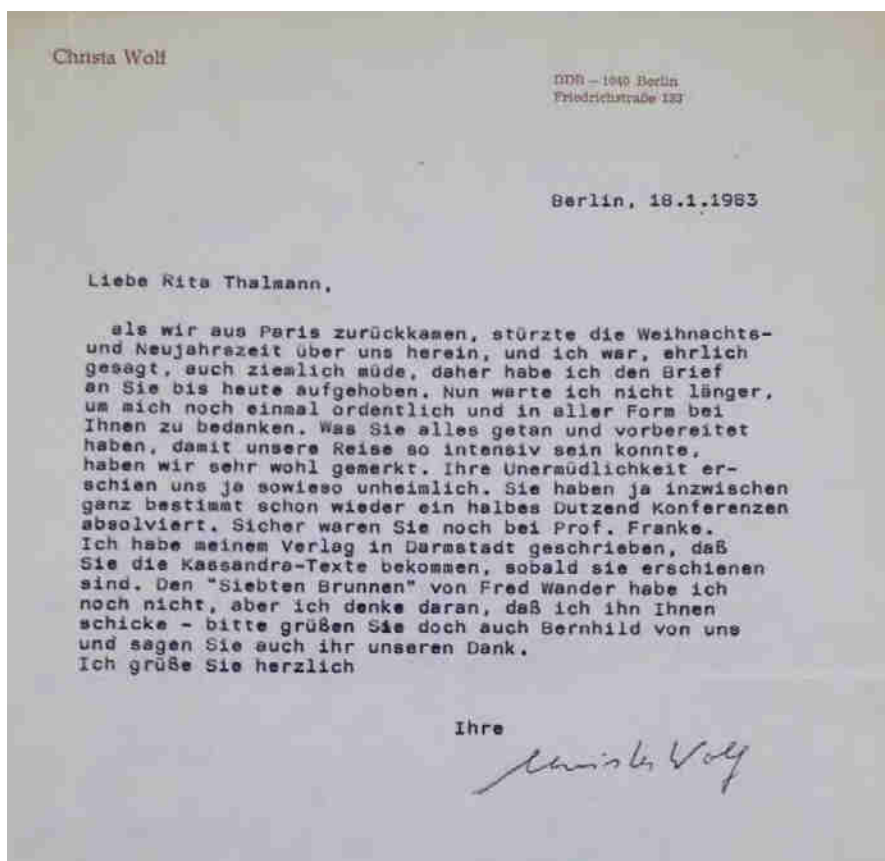 Christa Wolf
DDR – 1040 Berlin
Friedrichstraße 133
Berlin, 18.1.1983
Liebe Rita Thalmann,
als wir aus Paris zurückkamen, stürzte die Weihnachts-
und Neujahrszeit über uns herein, und ich war, ehrlich
gesagt, auch ziemlich müde, daher habe ich den Brief
an Sie bis heute aufgehoben. Nun warte ich nicht länger,
um mich noch einmal ordentlich und in aller Form bei
Ihnen zu bedanken. Was Sie alles getan und vorbereitet
haben, damit unsere Reise so intensiv sein konnte,
haben wir sehr wohl gemerkt. Ihre Unermüdlichkeit er-
schien uns ja sowieso unheimlich. Sie haben ja inzwischen
ganz bestimmt schon wieder ein halbes Dutzend Konferenzen
absolviert. Sicher waren Sie noch bei Prof. Franke.
Ich habe meinem Verlag in Darmstadt geschrieben, daß
Sie die Kassandra-Texte bekommen, sobald sie erschienen
sind. Den "Siebten Brunnen" von Fred Wander habe ich
noch nicht, aber ich denke daran, daß ich ihn Ihnen
schicke – bitte grüßen Sie doch auch Bernhild von uns
und sagen Sie auch ihr unseren Dank.
Ich grüße Sie herzlich
Ihre
Christa Wolf